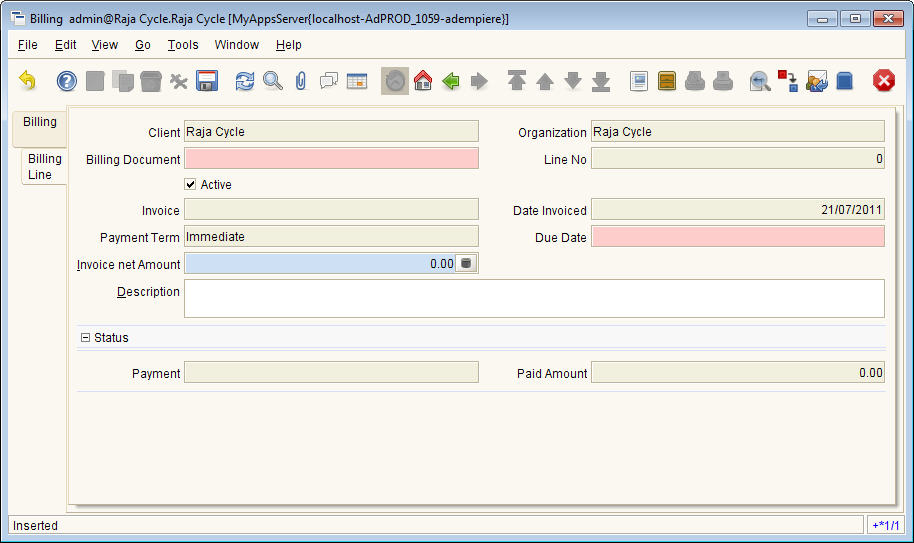 Billing admin@Raja Cycle.Raja Cycle [MyAppsServer{localhost-AdPROD_1059-adempiere}]
File Edit View Go Tools Window Help
Billing
Billing
Line
Client Raja Cycle Organization Raja Cycle
Billing Document Line No 0
Active
Invoice Date Invoiced 21/07/2011
Payment Term Immediate Due Date
Invoice net Amount 0.00
Description
Status
Payment Paid Amount 0.00
Inserted +*1/1